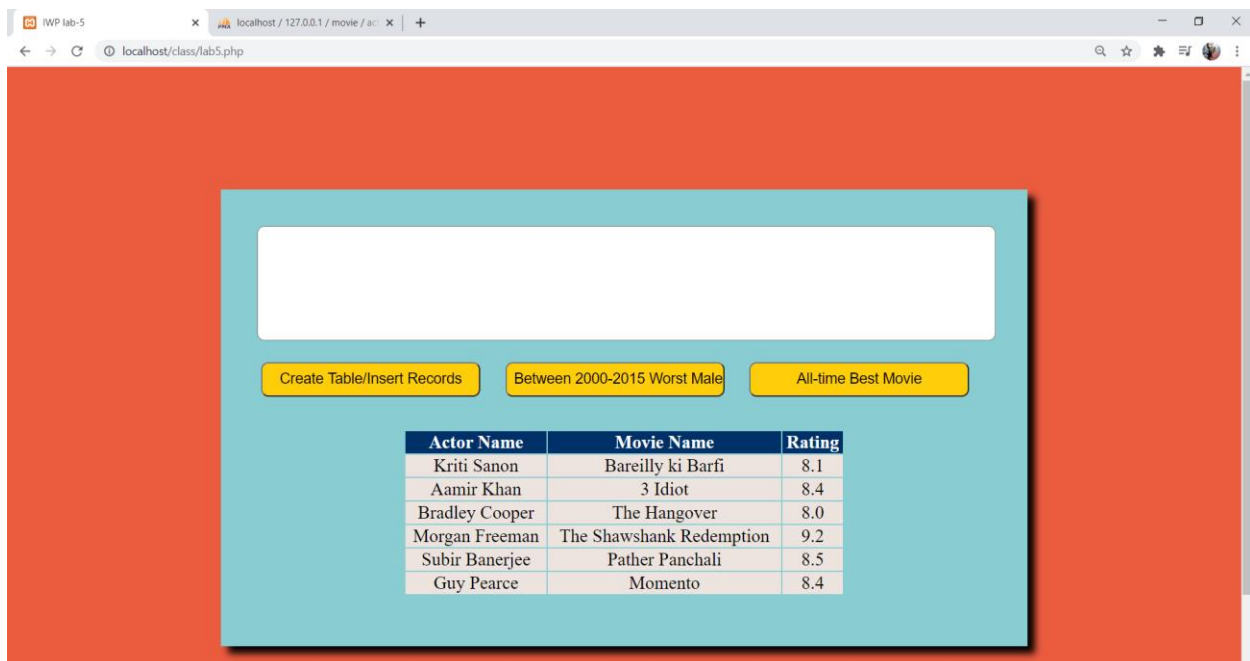 IWP lab-5
localhost / 127.0.0.1 / movie / ac
localhost/class/lab5.php
Create Table/Insert Records Between 2000-2015 Worst Male All-time Best Movie
Actor Name Movie Name Rating
Kriti Sanon Bareilly ki Barfi 8.1
Aamir Khan 3 Idiot 8.4
Bradley Cooper The Hangover 8.0
Morgan Freeman The Shawshank Redemption 9.2
Subir Banerjee Pather Panchali 8.5
Guy Pearce Momento 8.4